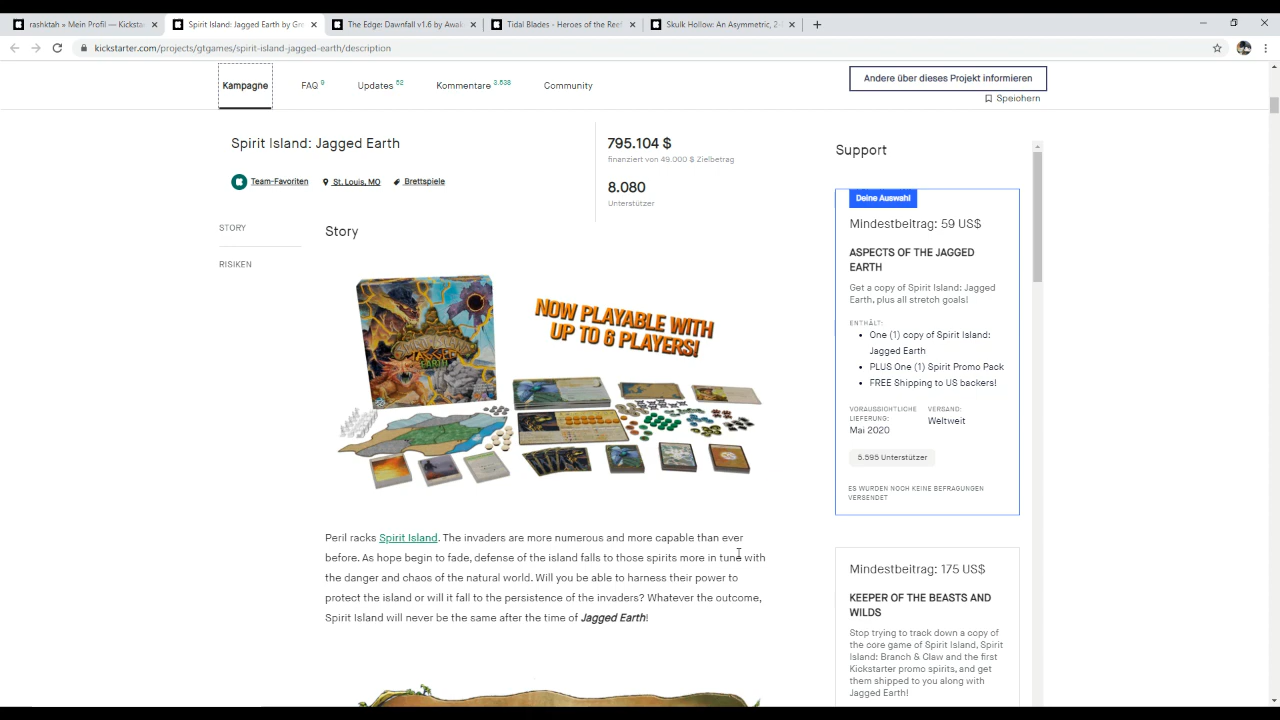 rashktah » Mein Profil — Kicksta
Spirit Island: Jagged Earth by Gre
The Edge: Dawnfall v1.6 by Awak
Tidal Blades - Heroes of the Reef
Skulk Hollow: An Asymmetric, 2-
kickstarter.com/projects/gtgames/spirit-island-jagged-earth/description
Kampagne
FAQ 9
Updates 52
Kommentare 3.538
Community
Andere über dieses Projekt informieren
Speichern
Spirit Island: Jagged Earth
Team-Favoriten
St. Louis, MO
Brettspiele
795.104 $
finanziert von 49.000 $ Zielbetrag
8.080
Unterstützer
STORY
RISIKEN
Story
SPIRIT ISLAND
JAGGED
EARTH
NOW PLAYABLE WITH
UP TO 6 PLAYERS!
Peril racks Spirit Island. The invaders are more numerous and more capable than ever
before. As hope begin to fade, defense of the island falls to those spirits more in tune with
the danger and chaos of the natural world. Will you be able to harness their power to
protect the island or will it fall to the persistence of the invaders? Whatever the outcome,
Spirit Island will never be the same after the time of Jagged Earth!
Support
Deine Auswahl
Mindestbeitrag: 59 US$
ASPECTS OF THE JAGGED
EARTH
Get a copy of Spirit Island: Jagged
Earth, plus all stretch goals!
ENTHÄLT:
One (1) copy of Spirit Island:
Jagged Earth
PLUS One (1) Spirit Promo Pack
FREE Shipping to US backers!
VORAUSSICHTLICHE
LIEFERUNG:
Mai 2020
VERSAND:
Weltweit
5.595 Unterstützer
ES WURDEN NOCH KEINE BEFRAGUNGEN
VERSENDET
Mindestbeitrag: 175 US$
KEEPER OF THE BEASTS AND
WILDS
Stop trying to track down a copy of
the core game of Spirit Island, Spirit
Island: Branch & Claw and the first
Kickstarter promo spirits, and get
them shipped to you along with
Jagged Earth!